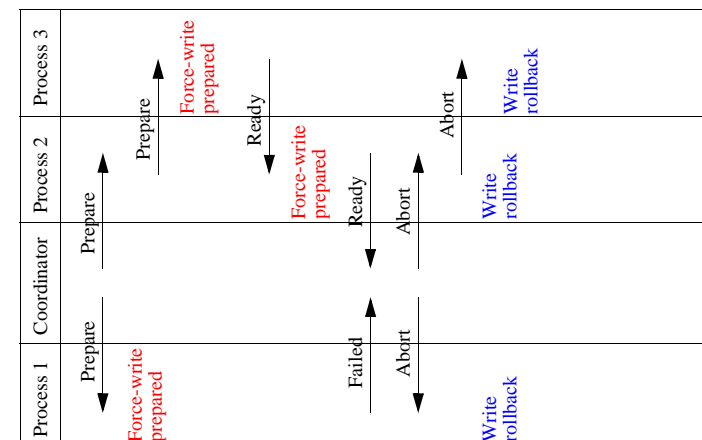 Process 1
Coordinator
Process 2
Process 3
Prepare
Prepare
Force-write
prepared
Prepare
Force-write
prepared
Ready
Force-write
prepared
Failed
Ready
Abort
Abort
Abort
Write
rollback
Write
rollback
Write
rollback